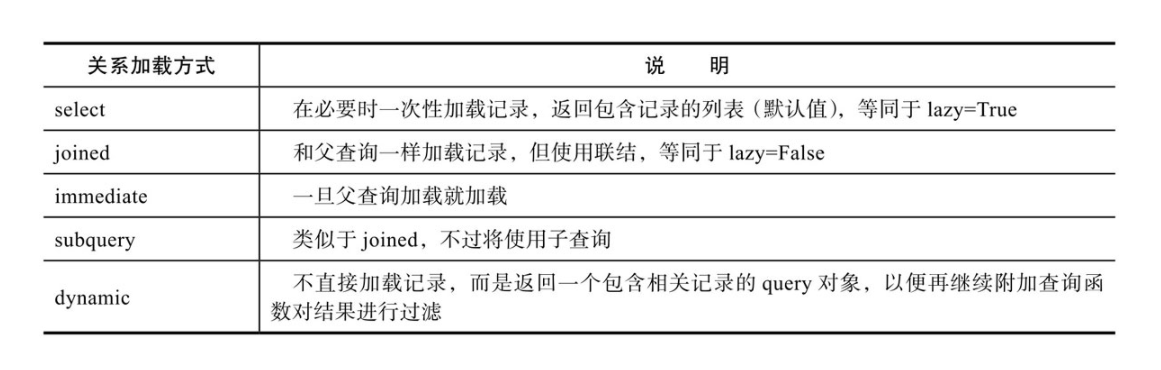 关系加载方式 说 明
select 在必要时一次性加载记录，返回包含记录的列表（默认值），等同于 lazy=True
joined 和父查询一样加载记录，但使用联结，等同于 lazy=False
immediate 一旦父查询加载就加载
subquery 类似于 joined，不过将使用子查询
dynamic 不直接加载记录，而是返回一个包含相关记录的 query 对象，以便再继续附加查询函
数对结果进行过滤